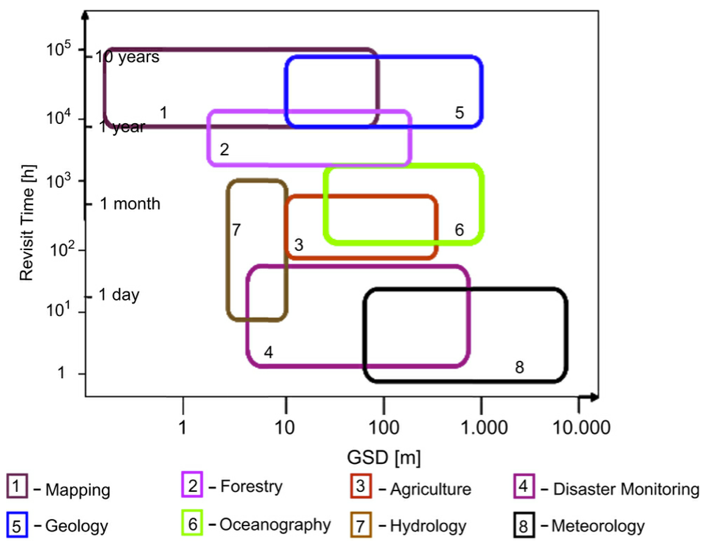 10⁵
10 years
1
5
10⁴
1 year
2
10³
1 month
7
3
6
10²
1 day
10¹
4
8
1
Revisit Time [h]
1 10 100 1.000 10.000
GSD [m]
1 – Mapping 2 – Forestry 3 – Agriculture 4 – Disaster Monitoring
5 – Geology 6 – Oceanography 7 – Hydrology 8 – Meteorology